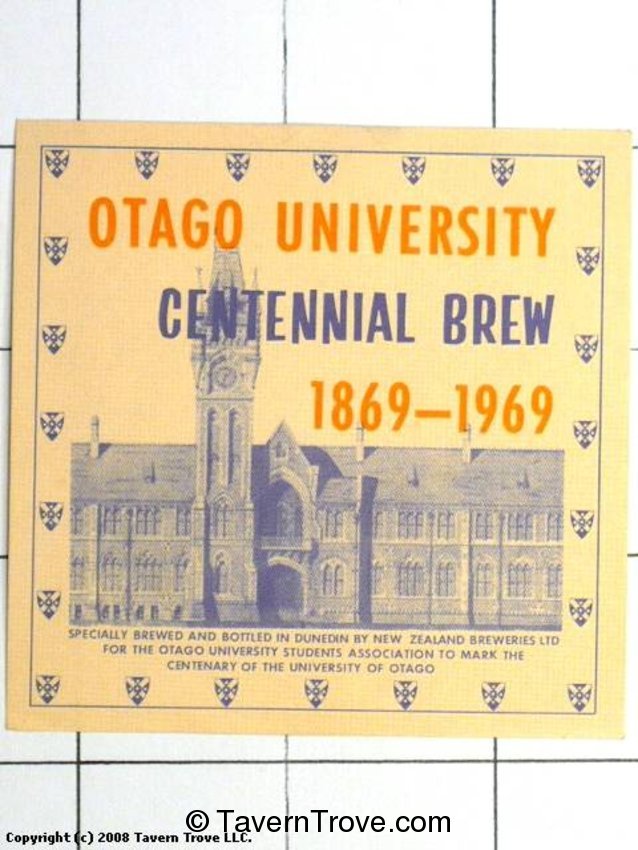 OTAGO UNIVERSITY
CENTENNIAL BREW
1869-1969
SPECIALLY BREWED AND BOTTLED IN DUNEDIN BY NEW ZEALAND BREWERIES LTD
FOR THE OTAGO UNIVERSITY STUDENTS ASSOCIATION TO MARK THE
CENTENARY OF THE UNIVERSITY OF OTAGO
© TavernTrove.com
Copyright (c) 2008 Tavern Trove LLC.